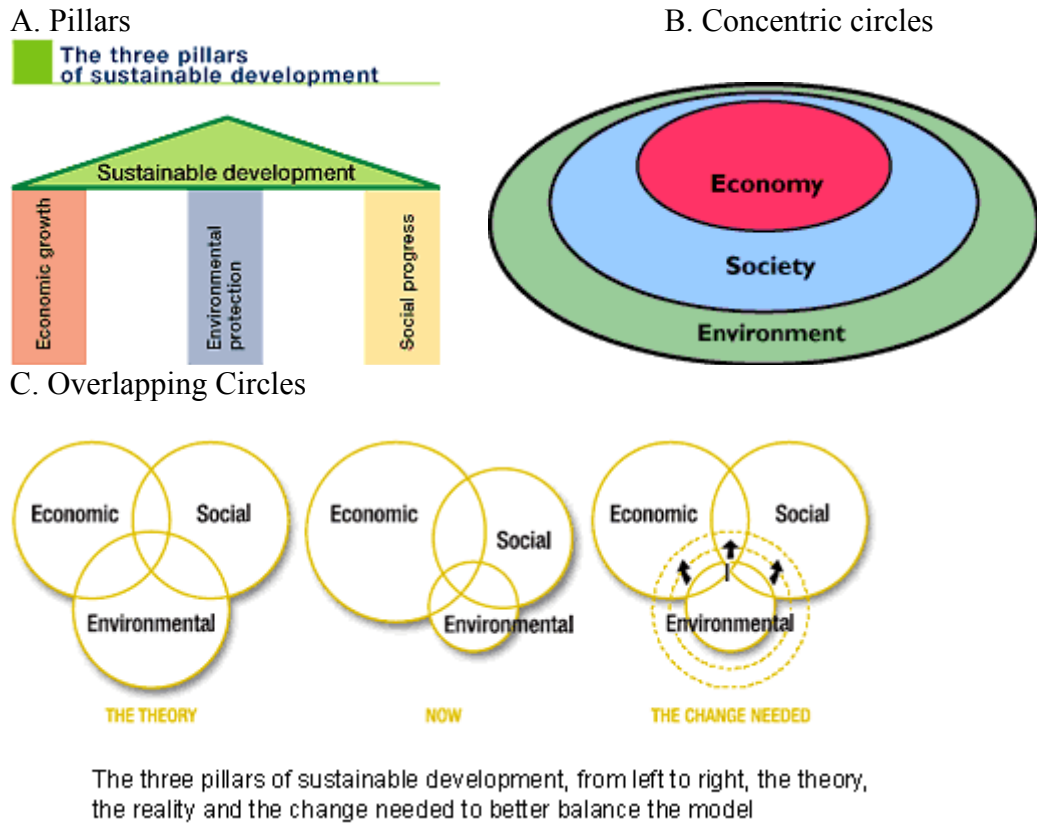 A. Pillars
The three pillars
of sustainable development
Sustainable development
Economic growth
Environmental
protection
Social progress
B. Concentric circles
Economy
Society
Environment
C. Overlapping Circles
Economic
Social
Environmental
THE THEORY
Economic
Social
Environmental
NOW
Economic
Social
Environmental
THE CHANGE NEEDED
The three pillars of sustainable development, from left to right, the theory,
the reality and the change needed to better balance the model